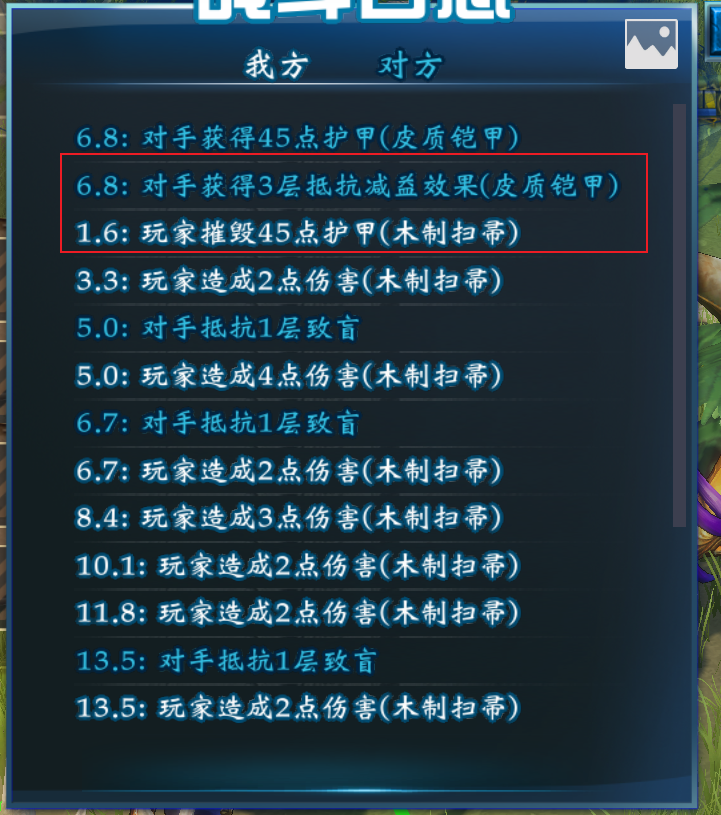 我方 对方
6.8: 对手获得45点护甲(皮质铠甲)
6.8: 对手获得3层抵抗减益效果(皮质铠甲)
1.6: 玩家摧毁45点护甲(木制扫帚)
3.3: 玩家造成2点伤害(木制扫帚)
5.0: 对手抵抗1层致盲
5.0: 玩家造成4点伤害(木制扫帚)
6.7: 对手抵抗1层致盲
6.7: 玩家造成2点伤害(木制扫帚)
8.4: 玩家造成3点伤害(木制扫帚)
10.1: 玩家造成2点伤害(木制扫帚)
11.8: 玩家造成2点伤害(木制扫帚)
13.5: 对手抵抗1层致盲
13.5: 玩家造成2点伤害(木制扫帚)